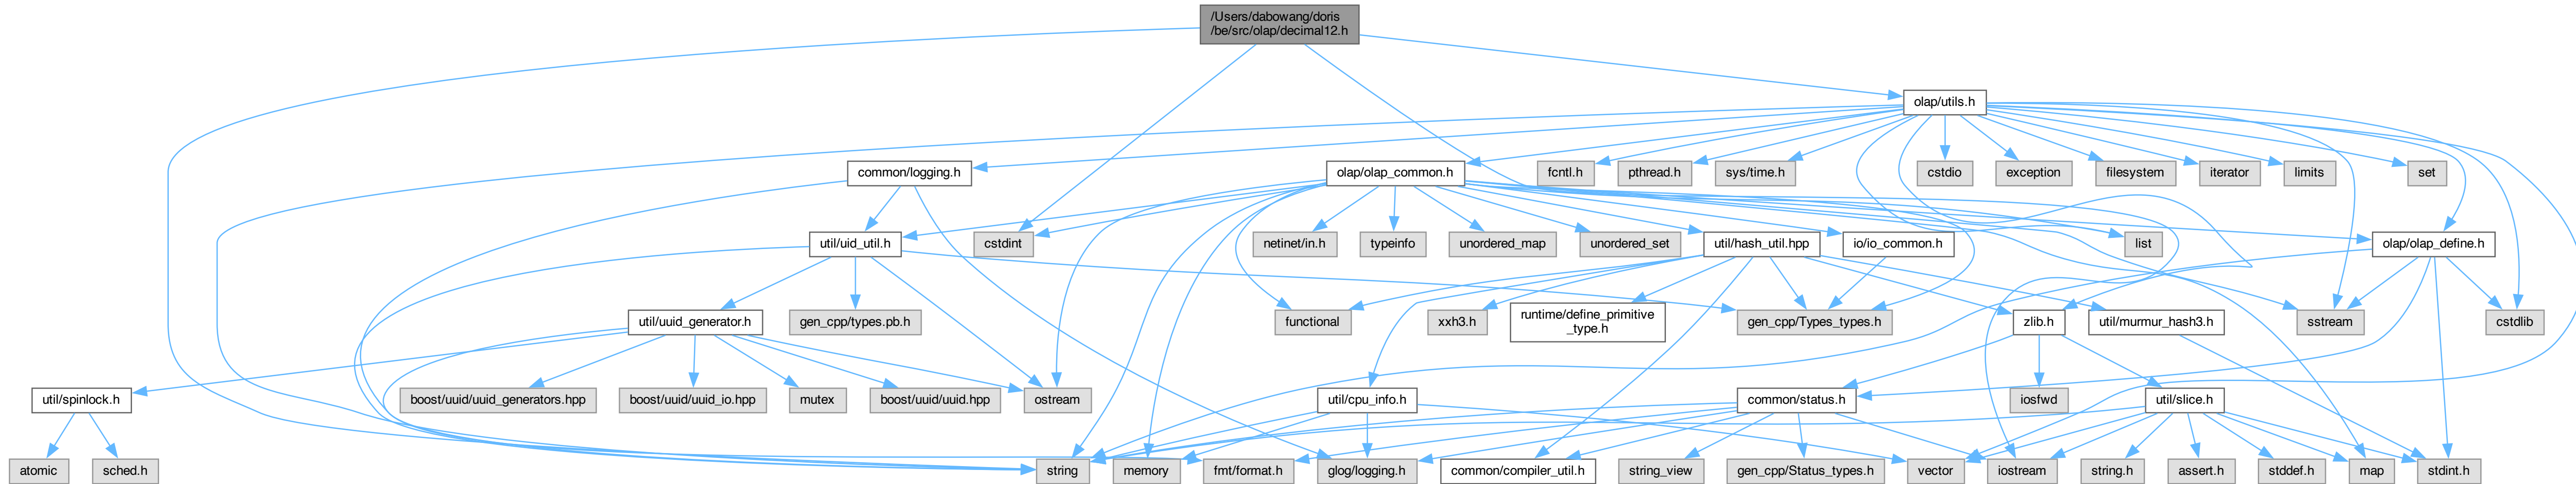 /Users/dabowang/doris
/be/src/olap/decimal12.h
olap/utils.h
common/logging.h
olap/olap_common.h
fcntl.h
pthread.h
sys/time.h
cstdio
exception
filesystem
iterator
limits
set
util/uid_util.h
cstdint
netinet/in.h
typeinfo
unordered_map
unordered_set
util/hash_util.hpp
io/io_common.h
list
olap/olap_define.h
util/uuid_generator.h
gen_cpp/types.pb.h
functional
xxh3.h
runtime/define_primitive
_type.h
gen_cpp/Types_types.h
zlib.h
util/murmur_hash3.h
sstream
cstdlib
util/spinlock.h
boost/uuid/uuid_generators.hpp
boost/uuid/uuid_io.hpp
mutex
boost/uuid/uuid.hpp
ostream
util/cpu_info.h
common/status.h
iosfwd
util/slice.h
atomic
sched.h
string
memory
fmt/format.h
glog/logging.h
common/compiler_util.h
string_view
gen_cpp/Status_types.h
vector
iostream
string.h
assert.h
stddef.h
map
stdint.h